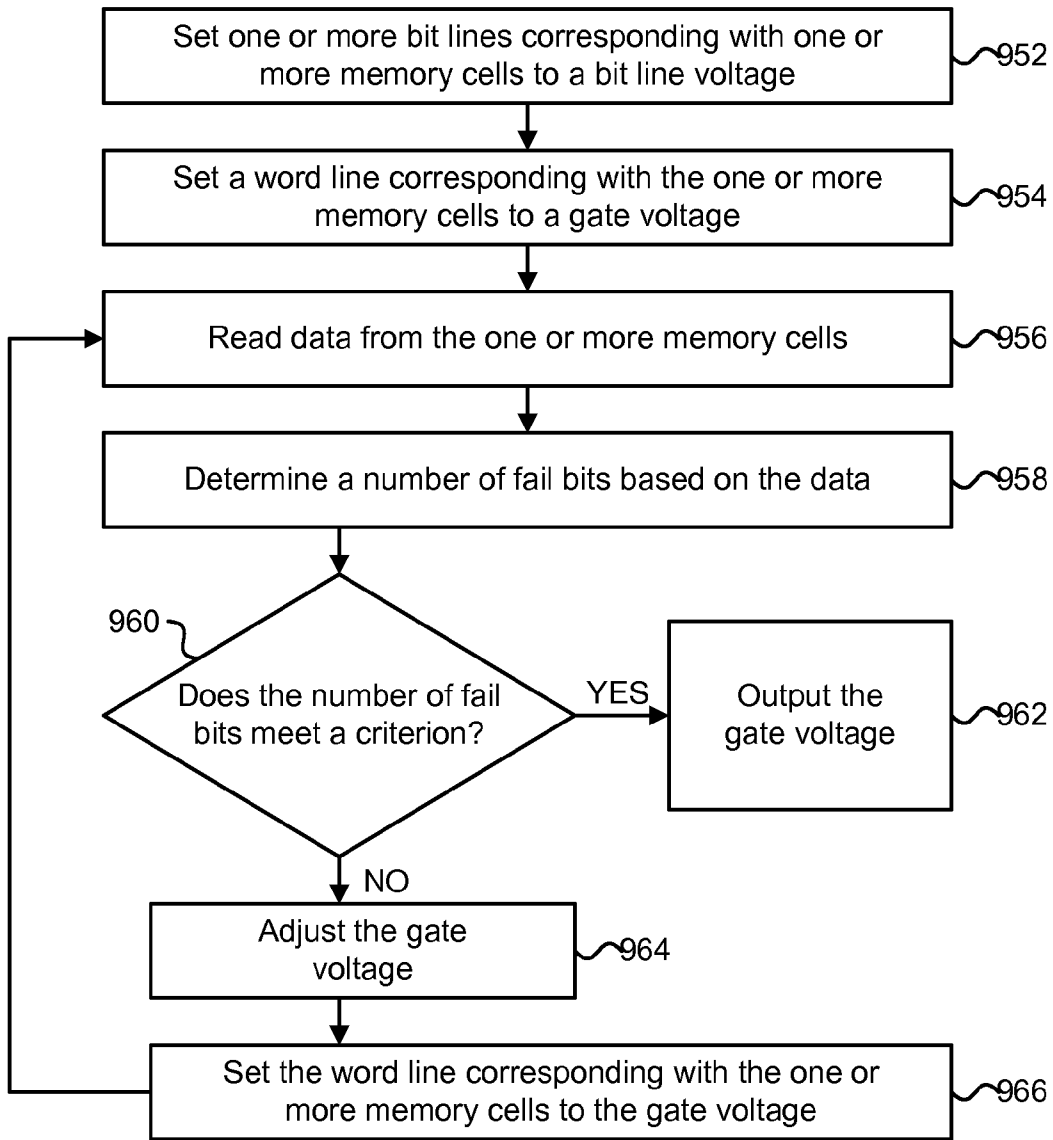 Set one or more bit lines corresponding with one or
more memory cells to a bit line voltage
952
Set a word line corresponding with the one or more
memory cells to a gate voltage
954
Read data from the one or more memory cells
956
Determine a number of fail bits based on the data
958
960
Does the number of fail
bits meet a criterion?
YES
Output the
gate voltage
962
NO
Adjust the gate
voltage
964
Set the word line corresponding with the one or
more memory cells to the gate voltage
966